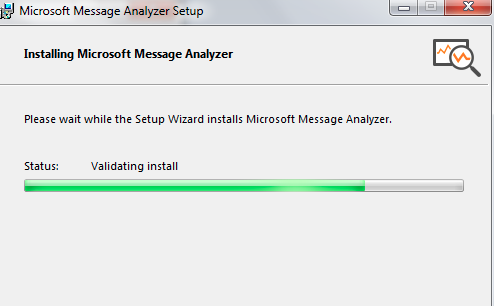 Microsoft Message Analyzer Setup
Installing Microsoft Message Analyzer
Please wait while the Setup Wizard installs Microsoft Message Analyzer.
Status: Validating install